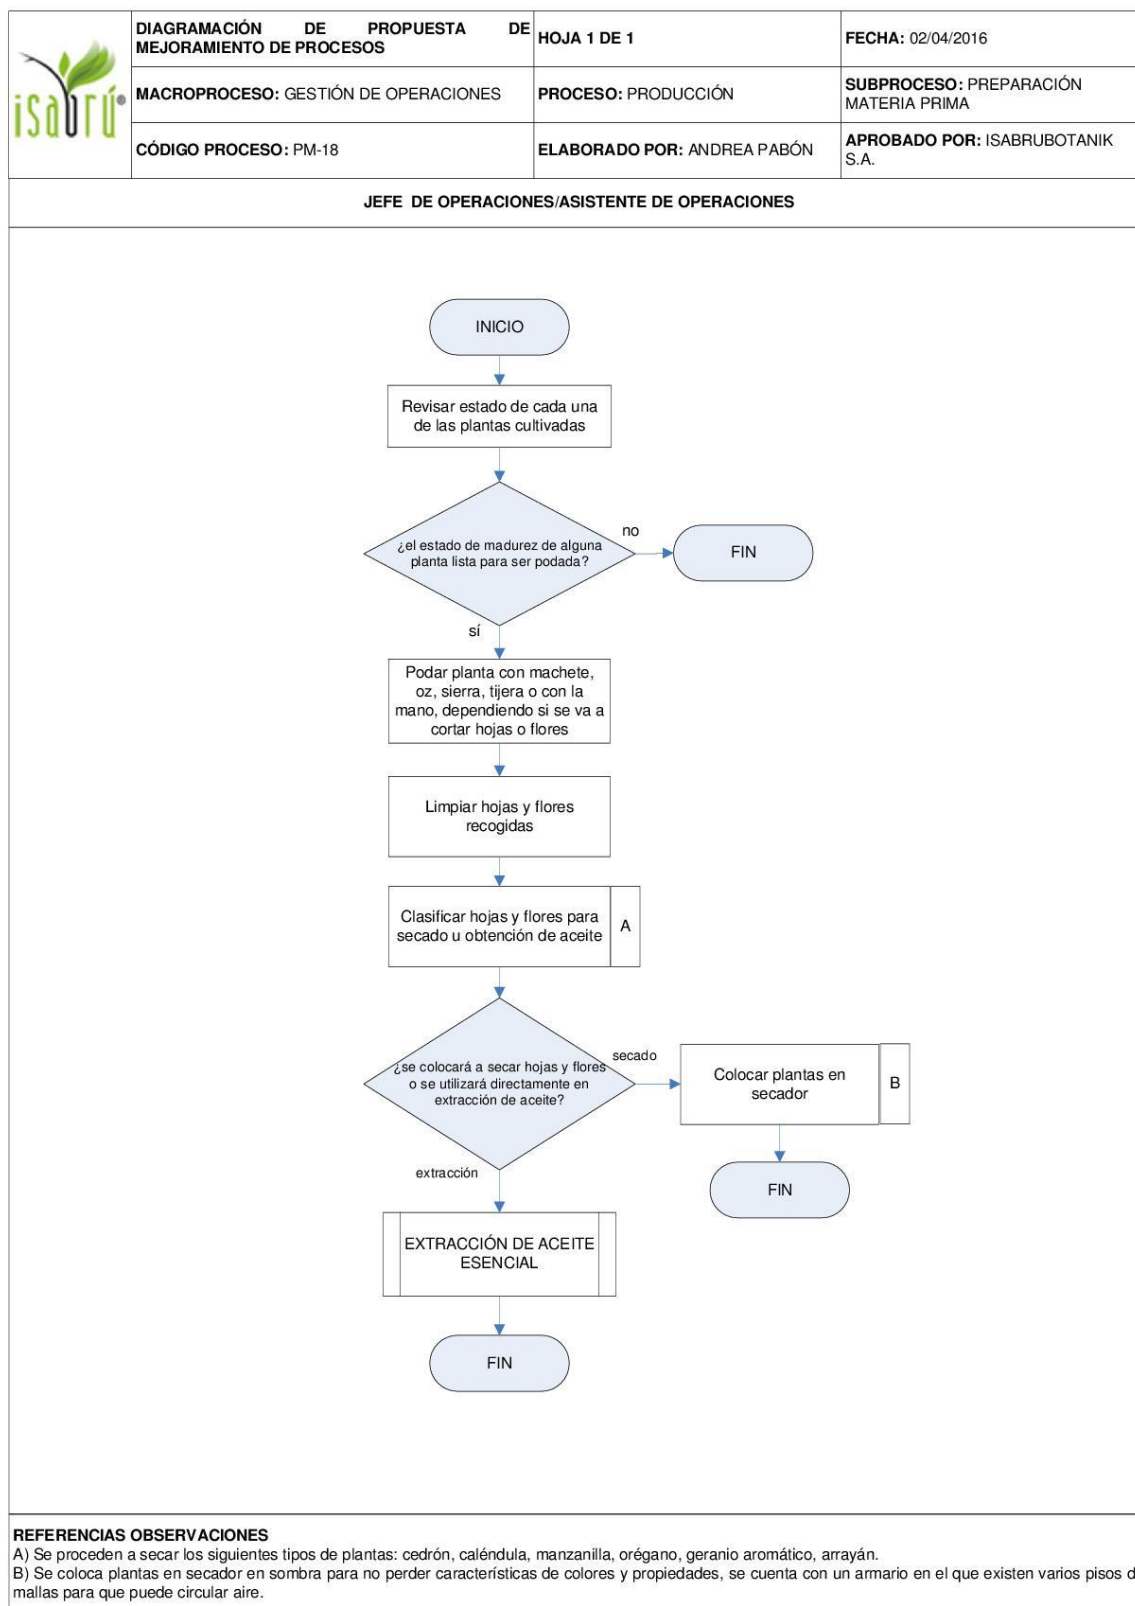 isabrú®
DIAGRAMACIÓN DE PROPUESTA DE
MEJORAMIENTO DE PROCESOS
HOJA 1 DE 1
FECHA: 02/04/2016
MACROPROCESO: GESTIÓN DE OPERACIONES
PROCESO: PRODUCCIÓN
SUBPROCESO: PREPARACIÓN
MATERIA PRIMA
CÓDIGO PROCESO: PM-18
ELABORADO POR: ANDREA PABÓN
APROBADO POR: ISABRUBOTANIK
S.A.
JEFE DE OPERACIONES/ASISTENTE DE OPERACIONES
INICIO
Revisar estado de cada una
de las plantas cultivadas
¿el estado de madurez de alguna
planta lista para ser podada?
no
FIN
sí
Podar planta con machete,
oz, sierra, tijera o con la
mano, dependiendo si se va a
cortar hojas o flores
Limpiar hojas y flores
recogidas
Clasificar hojas y flores para
secado u obtención de aceite
A
¿se colocará a secar hojas y flores
o se utilizará directamente en
extracción de aceite?
secado
Colocar plantas en
secador
B
FIN
extracción
EXTRACCIÓN DE ACEITE
ESENCIAL
FIN
REFERENCIAS OBSERVACIONES
A) Se proceden a secar los siguientes tipos de plantas: cedrón, caléndula, manzanilla, orégano, geranio aromático, arrayán.
B) Se coloca plantas en secador en sombra para no perder características de colores y propiedades, se cuenta con un armario en el que existen varios pisos d
mallas para que puede circular aire.